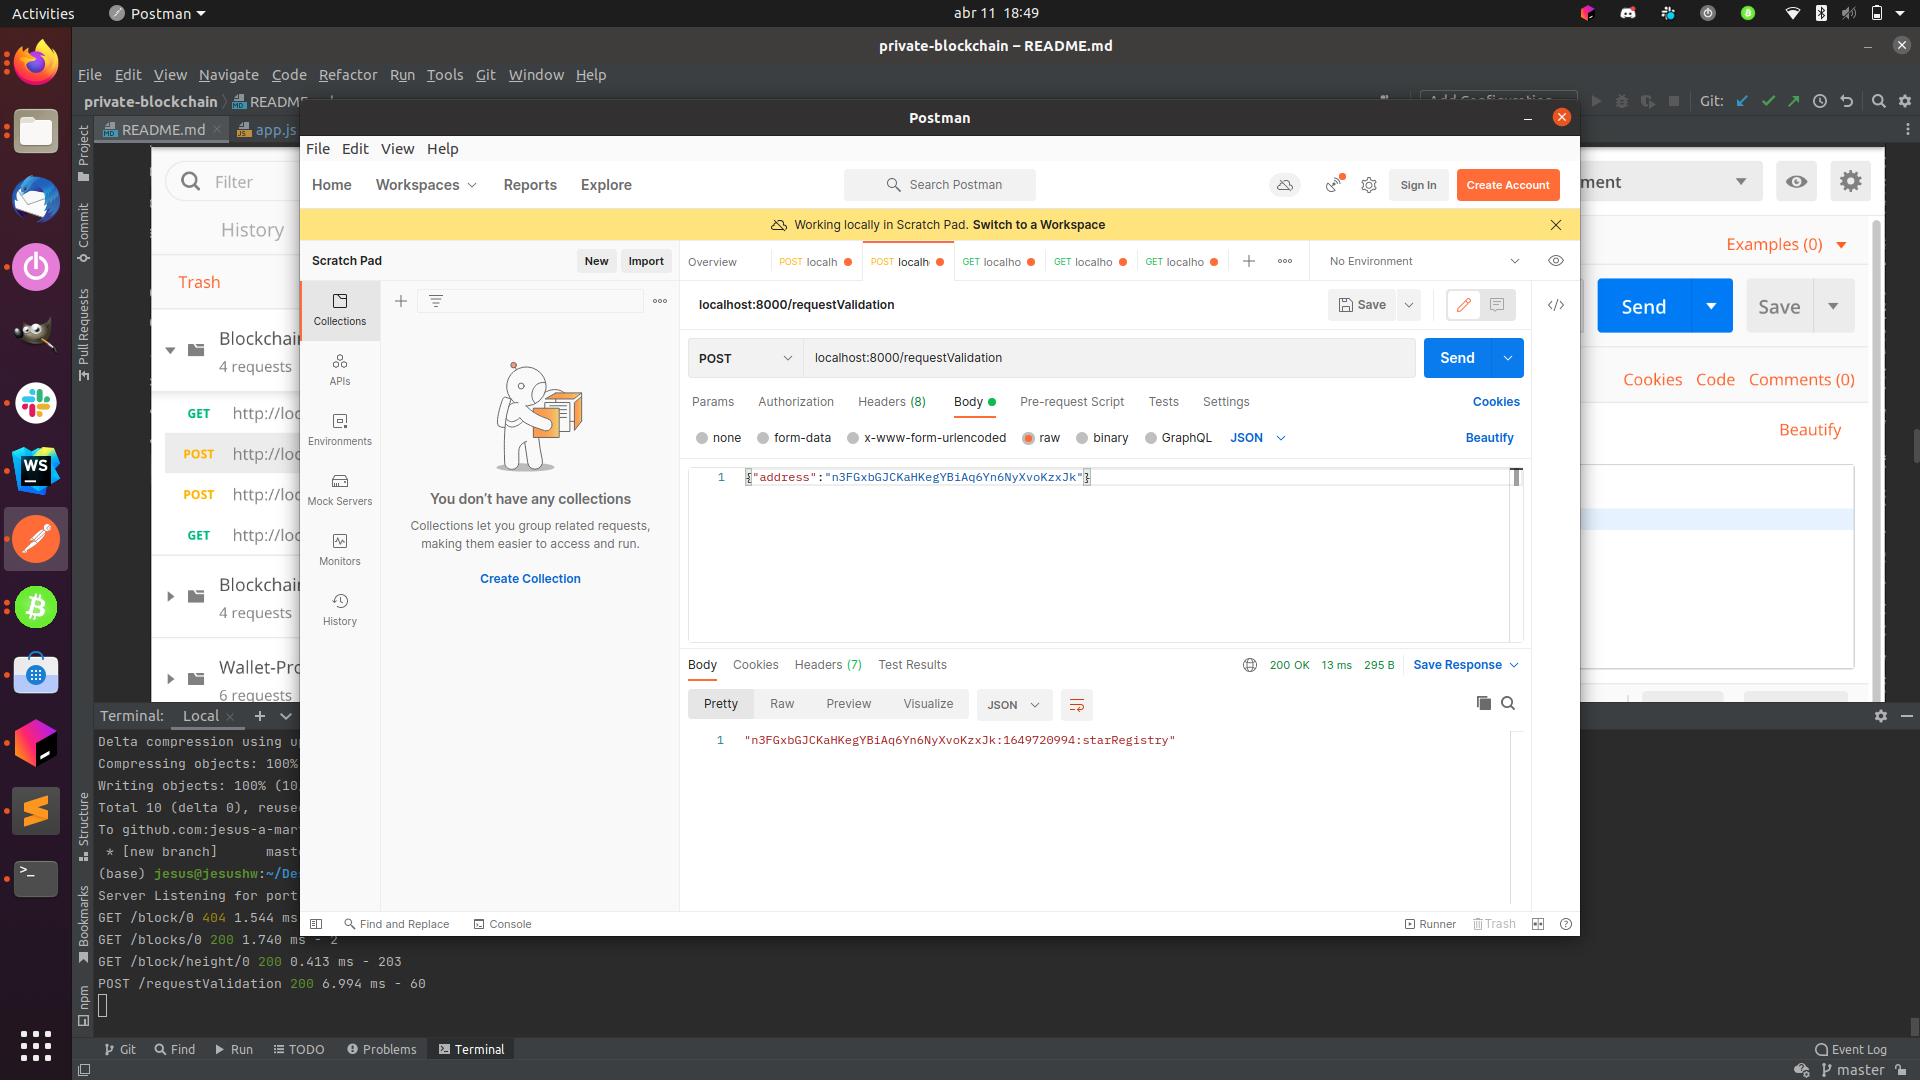 Activities
Postman
abr 11 18:49
private-blockchain – README.md
File Edit View Navigate Code Refactor Run Tools Git Window Help
private-blockchain
Git:
README.md
app.js
Project
Commit
Pull Requests
Structure
Bookmarks
npm
Filter
History
Trash
4 requests
GET http://loc
POST http://loc
POST http://loc
GET http://loc
4 requests
6 requests
Postman
File Edit View Help
Home Workspaces Reports Explore
Search Postman
Sign In
Create Account
Working locally in Scratch Pad. Switch to a Workspace
Scratch Pad
New
Import
Overview
POST localh
POST localh
GET localho
GET localho
GET localho
No Environment
Collections
APIs
Environments
Mock Servers
Monitors
History
You don't have any collections
Collections let you group related requests,
making them easier to access and run.
Create Collection
localhost:8000/requestValidation
Save
POST
localhost:8000/requestValidation
Send
Params Authorization Headers (8) Body Pre-request Script Tests Settings Cookies
none form-data x-www-form-urlencoded raw binary GraphQL JSON Beautify
1 {"address":"n3FGxbGJCKaHKegYBiAq6Yn6NyXvoKzxJk"}
Body Cookies Headers (7) Test Results
200 OK 13 ms 295 B Save Response
Pretty Raw Preview Visualize JSON
1 "n3FGxbGJCKaHKegYBiAq6Yn6NyXvoKzxJk:1649720994:starRegistry"
Find and Replace
Console
Runner
Trash
ment
Examples (0)
Send
Save
Cookies Code Comments (0)
Beautify
Terminal: Local
Delta compression using u
Compressing objects: 100%
Writing objects: 100% (10
Total 10 (delta 0), reuse
To github.com:jesus-a-mar
* [new branch] mast
(base) jesus@jesushw:~/De
Server Listening for port
GET /block/0 404 1.544 ms
GET /blocks/0 200 1.740 ms - 2
GET /block/height/0 200 0.413 ms - 203
POST /requestValidation 200 6.994 ms - 60
Git Find Run TODO Problems Terminal
Event Log
master